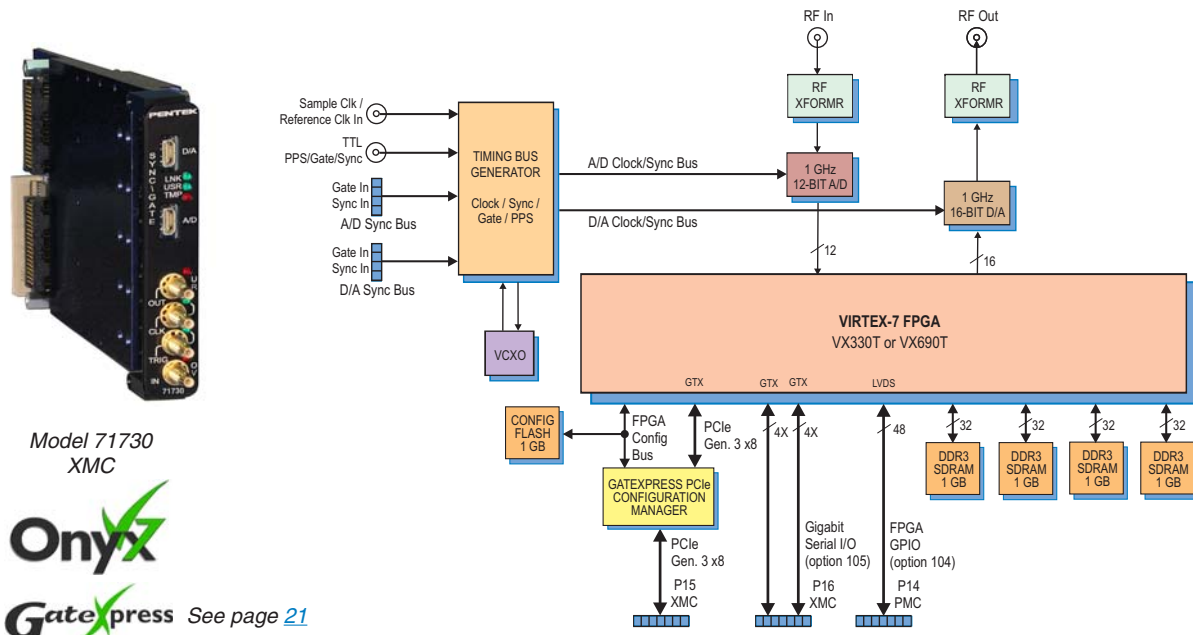 PENTEK
SYNC\GATE
D/A
LNK
USR
TMP
A/D
OUT
CLK
TRIG
IN
71730
Model 71730
XMC
Onyx7
GateXpress See page 21
Sample Clk /
Reference Clk In
TTL
PPS/Gate/Sync
Gate In
Sync In
A/D Sync Bus
Gate In
Sync In
D/A Sync Bus
TIMING BUS
GENERATOR
Clock / Sync /
Gate / PPS
VCXO
A/D Clock/Sync Bus
D/A Clock/Sync Bus
RF In
RF Out
RF
XFORMR
RF
XFORMR
1 GHz
12-BIT A/D
1 GHz
16-BIT D/A
12
16
VIRTEX-7 FPGA
VX330T or VX690T
GTX
GTX
GTX
LVDS
CONFIG
FLASH
1 GB
FPGA
Config
Bus
PCIe
Gen. 3 x8
4X
4X
48
32
32
32
32
DDR3
SDRAM
1 GB
DDR3
SDRAM
1 GB
DDR3
SDRAM
1 GB
DDR3
SDRAM
1 GB
GATEXPRESS PCIe
CONFIGURATION
MANAGER
PCIe
Gen. 3 x8
Gigabit
Serial I/O
(option 105)
FPGA
GPIO
(option 104)
P15
XMC
P16
XMC
P14
PMC